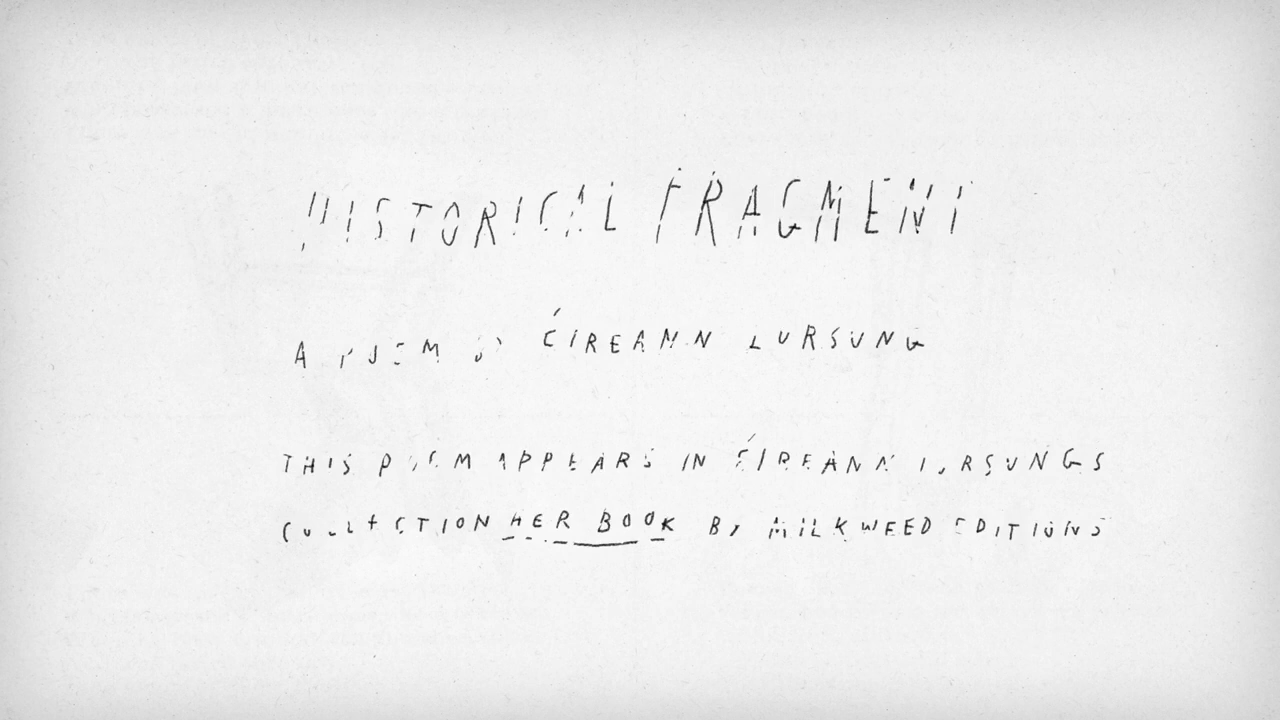 HISTORICAL FRAGMENT
A POEM BY ÉIREANN LORSUNG
THIS POEM APPEARS IN ÉIREANN LORSUNGS
COLLECTION HER BOOK BY MILKWEED EDITIONS